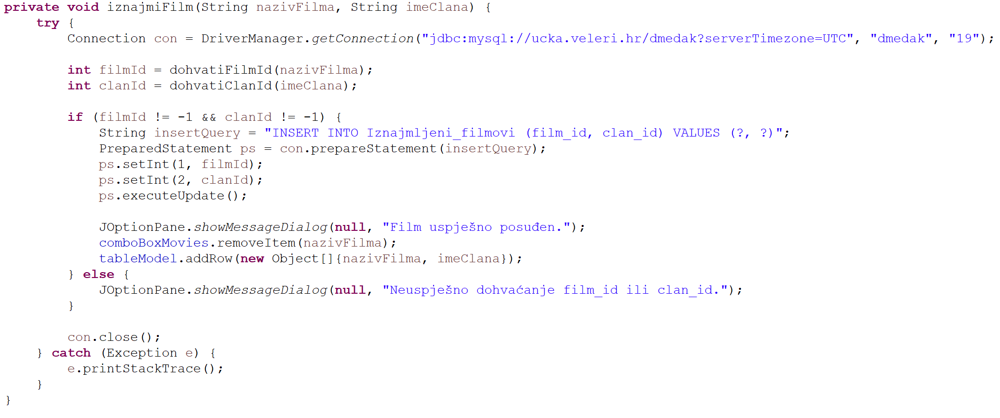 private void iznajmiFilm(String nazivFilma, String imeClana) {
    try {
        Connection con = DriverManager.getConnection("jdbc:mysql://ucka.veleri.hr/dmedak?serverTimezone=UTC", "dmedak", "19");

        int filmId = dohvatiFilmId(nazivFilma);
        int clanId = dohvatiClanId(imeClana);

        if (filmId != -1 && clanId != -1) {
            String insertQuery = "INSERT INTO Iznajmljeni_filmovi (film_id, clan_id) VALUES (?, ?)";
            PreparedStatement ps = con.prepareStatement(insertQuery);
            ps.setInt(1, filmId);
            ps.setInt(2, clanId);
            ps.executeUpdate();

            JOptionPane.showMessageDialog(null, "Film uspješno posuđen.");
            comboBoxMovies.removeItem(nazivFilma);
            tableModel.addRow(new Object[]{nazivFilma, imeClana});
        } else {
            JOptionPane.showMessageDialog(null, "Neuspješno dohvaćanje film_id ili clan_id.");
        }

        con.close();
    } catch (Exception e) {
        e.printStackTrace();
    }
}